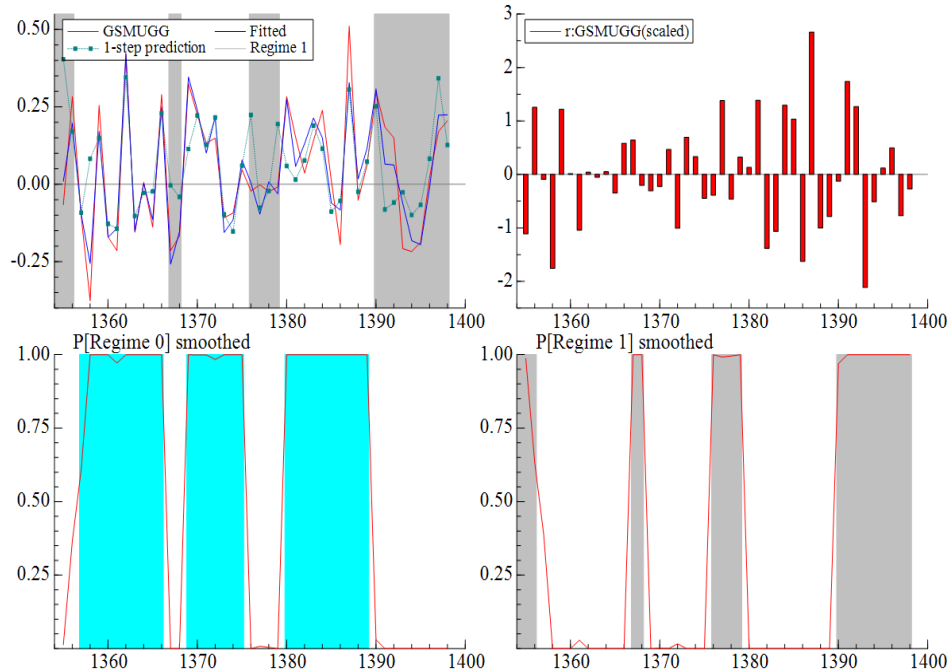 GSMUGG Fitted
1-step prediction Regime 1
0.50
0.25
0.00
-0.25
1360 1370 1380 1390 1400
r:GSMUGG(scaled)
3
2
1
0
-1
-2
1360 1370 1380 1390 1400
P[Regime 0] smoothed
1.00
0.75
0.50
0.25
1360 1370 1380 1390 1400
P[Regime 1] smoothed
1.00
0.75
0.50
0.25
1360 1370 1380 1390 1400